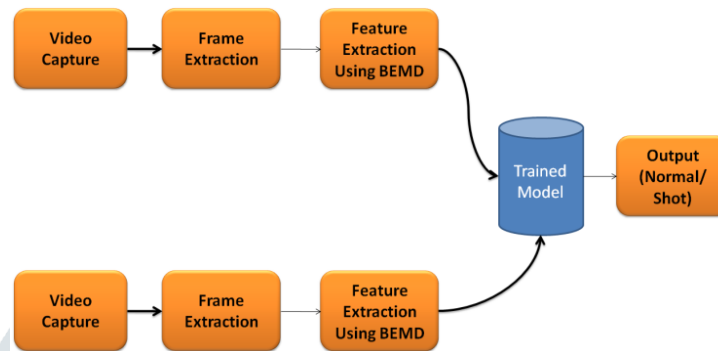 Video
Capture
Frame
Extraction
Feature
Extraction
Using BEMD
Trained
Model
Output
(Normal/
Shot)
Video
Capture
Frame
Extraction
Feature
Extraction
Using BEMD